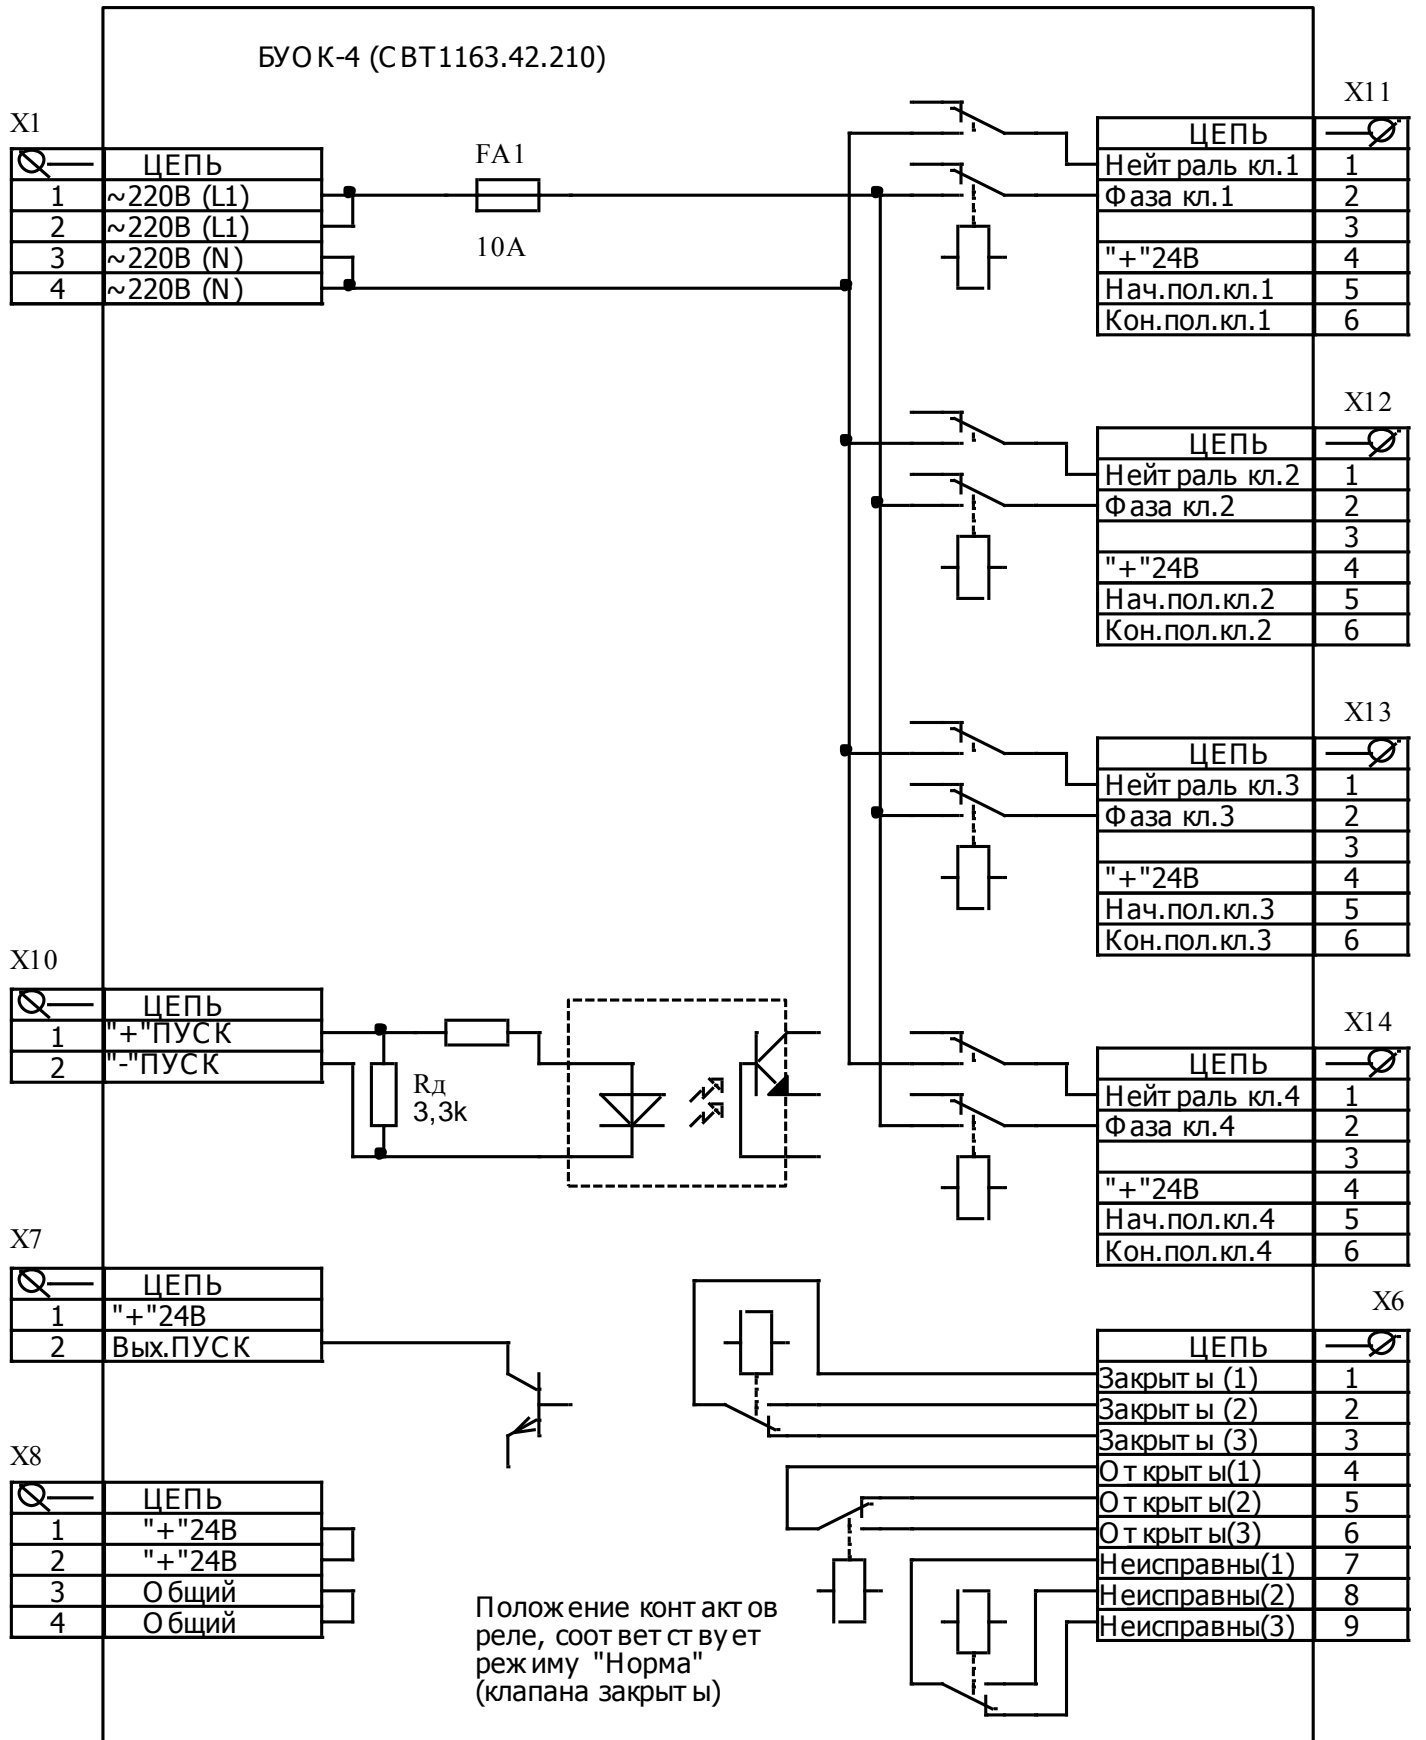 БУОК-4 (СВТ1163.42.210)
X1
ЦЕПЬ
1 ~220В (L1)
2 ~220В (L1)
3 ~220В (N)
4 ~220В (N)
FA1
10A
X11
ЦЕПЬ
Нейтраль кл.1 1
Фаза кл.1 2
3
"+"24В 4
Нач.пол.кл.1 5
Кон.пол.кл.1 6
X12
ЦЕПЬ
Нейтраль кл.2 1
Фаза кл.2 2
3
"+"24В 4
Нач.пол.кл.2 5
Кон.пол.кл.2 6
X13
ЦЕПЬ
Нейтраль кл.3 1
Фаза кл.3 2
3
"+"24В 4
Нач.пол.кл.3 5
Кон.пол.кл.3 6
X10
ЦЕПЬ
1 "+"ПУСК
2 "-"ПУСК
Rд
3,3k
X14
ЦЕПЬ
Нейтраль кл.4 1
Фаза кл.4 2
3
"+"24В 4
Нач.пол.кл.4 5
Кон.пол.кл.4 6
X7
ЦЕПЬ
1 "+"24В
2 Вых.ПУСК
X6
ЦЕПЬ
Закрыты (1) 1
Закрыты (2) 2
Закрыты (3) 3
Открыты(1) 4
Открыты(2) 5
Открыты(3) 6
Неисправны(1) 7
Неисправны(2) 8
Неисправны(3) 9
X8
ЦЕПЬ
1 "+"24В
2 "+"24В
3 Общий
4 Общий
Положение контактов
реле, соответствует
режиму "Норма"
(клапана закрыты)